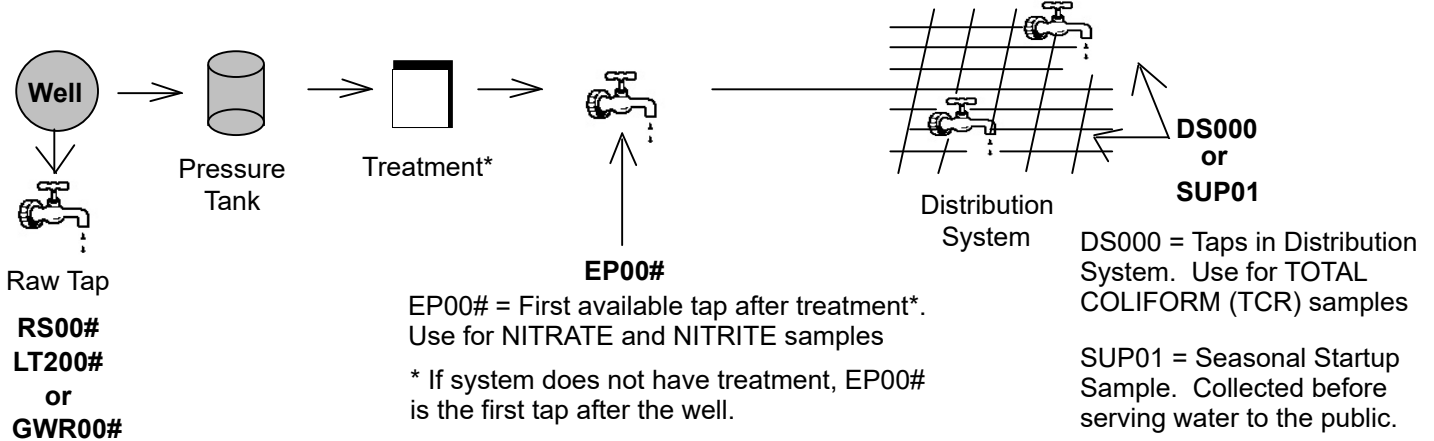 Well
Pressure
Tank
Treatment*
Raw Tap
RS00#
LT200#
or
GWR00#
EP00#
EP00# = First available tap after treatment*.
Use for NITRATE and NITRITE samples
* If system does not have treatment, EP00#
is the first tap after the well.
Distribution
System
DS000
or
SUP01
DS000 = Taps in Distribution
System. Use for TOTAL
COLIFORM (TCR) samples
SUP01 = Seasonal Startup
Sample. Collected before
serving water to the public.